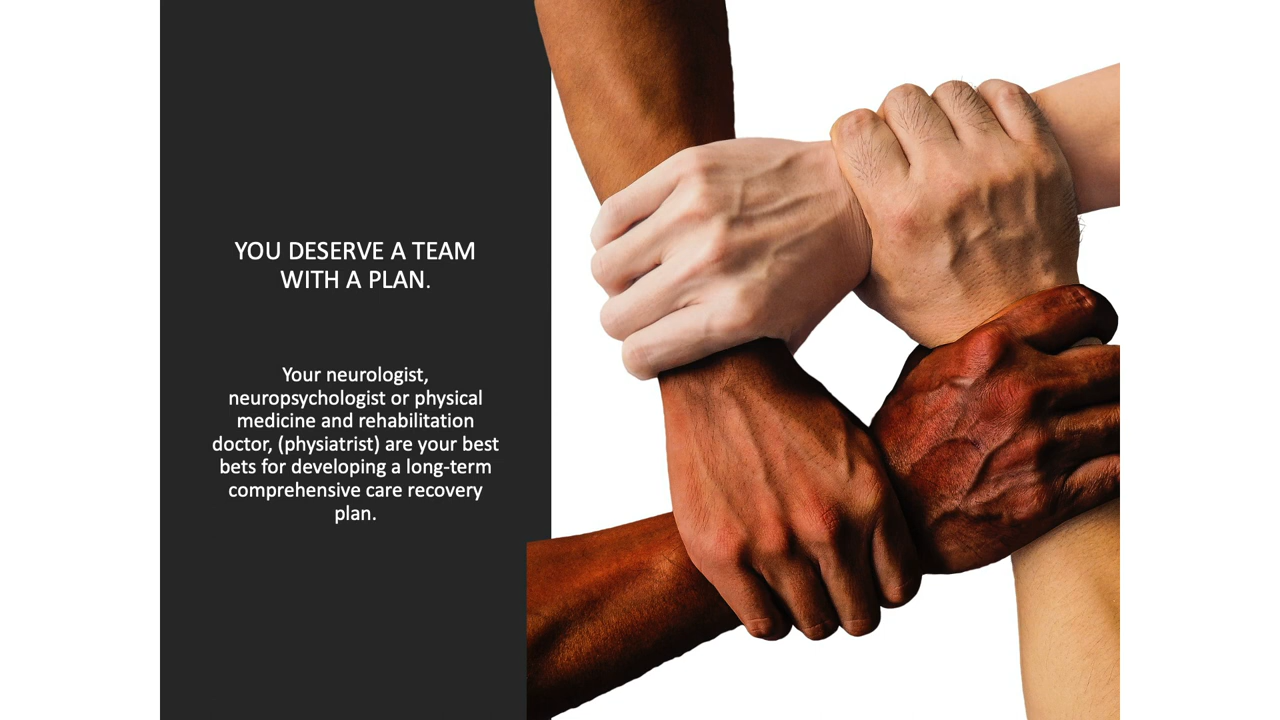 YOU DESERVE A TEAM
WITH A PLAN.
Your neurologist,
neuropsychologist or physical
medicine and rehabilitation
doctor, (physiatrist) are your best
bets for developing a long-term
comprehensive care recovery
plan.